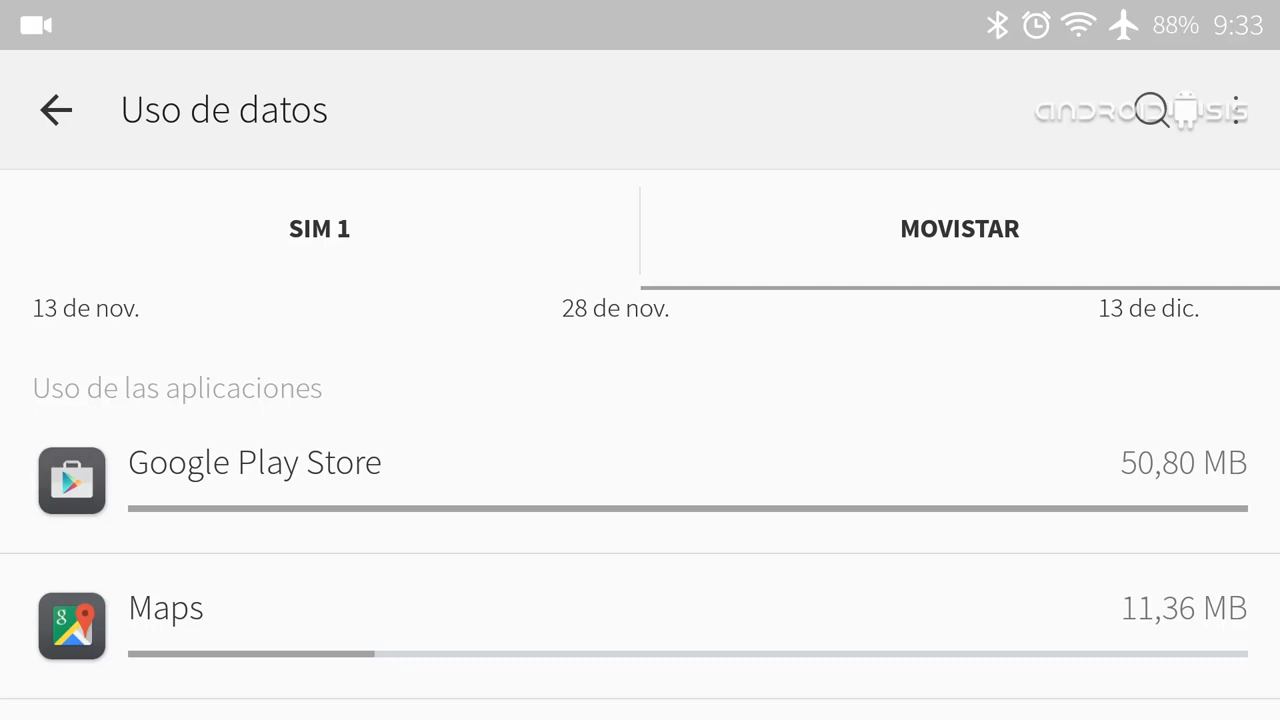 88% 9:33
Uso de datos
ANDROIDSIS
SIM 1 MOVISTAR
13 de nov. 28 de nov. 13 de dic.
Uso de las aplicaciones
Google Play Store 50,80 MB
Maps 11,36 MB